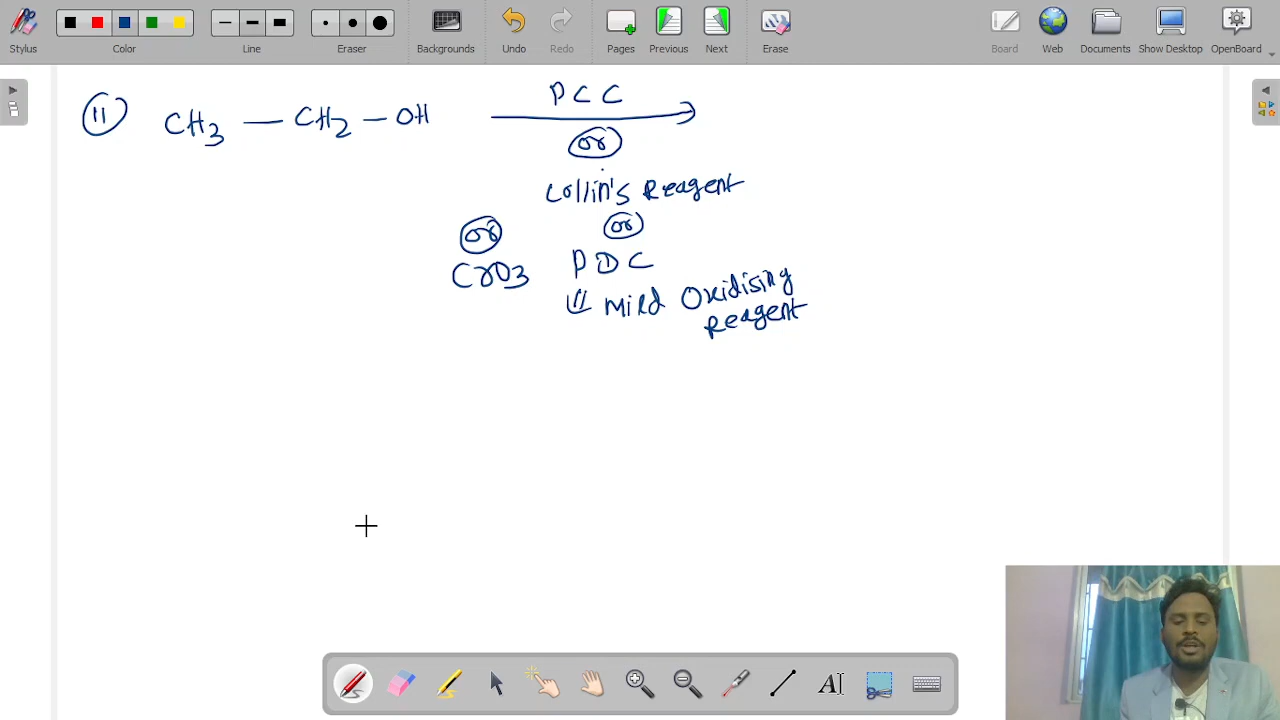 Stylus
Color
Line
Eraser
Backgrounds
Undo
Redo
Pages
Previous
Next
Erase
Board
Web
Documents
Show Desktop
OpenBoard
11 CH3 — CH2 — OH
PCC
or
Collin's Reagent
or
or
CrO3
PDC
Mild Oxidising
Reagent
AI